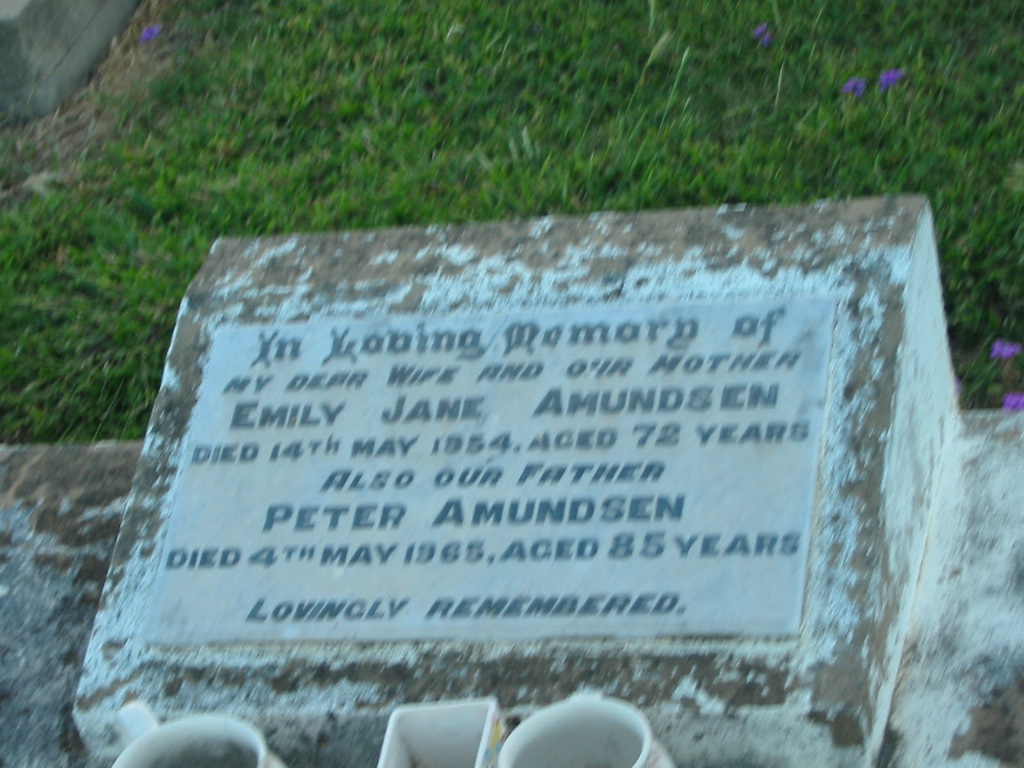 In Loving Memory of
MY DEAR WIFE AND OUR MOTHER
EMILY JANE AMUNDSEN
DIED 14TH MAY 1954, AGED 72 YEARS
ALSO OUR FATHER
PETER AMUNDSEN
DIED 4TH MAY 1965, AGED 85 YEARS
LOVINGLY REMEMBERED.